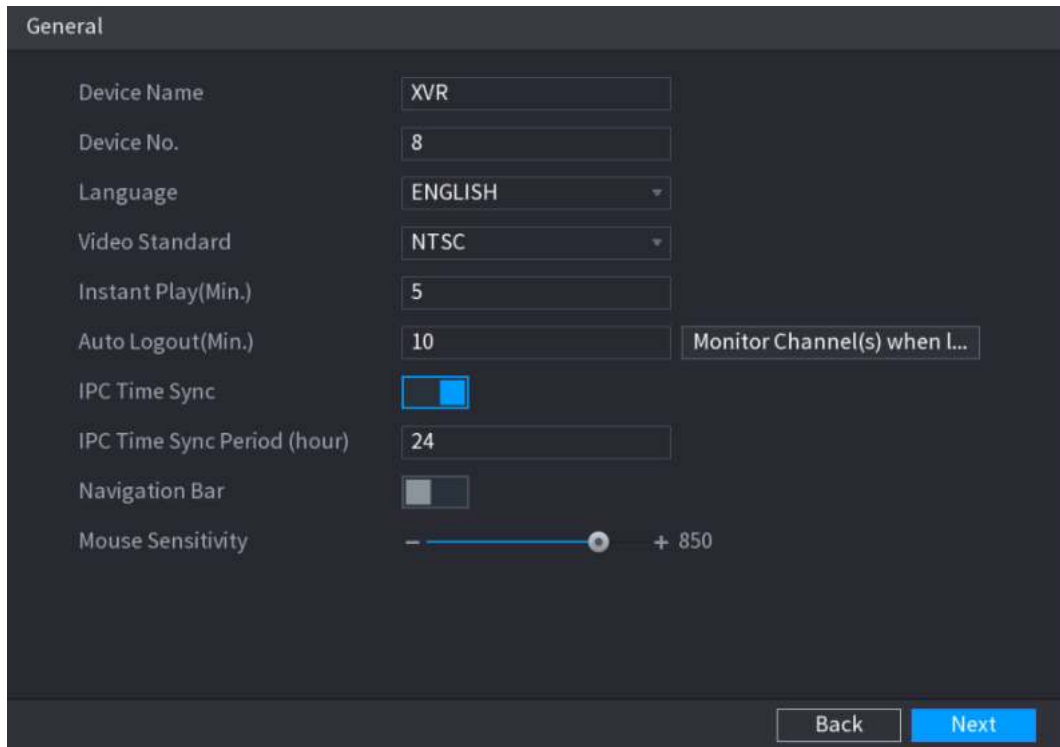 General
Device Name XVR
Device No. 8
Language ENGLISH
Video Standard NTSC
Instant Play(Min.) 5
Auto Logout(Min.) 10 Monitor Channel(s) when l...
IPC Time Sync
IPC Time Sync Period (hour) 24
Navigation Bar
Mouse Sensitivity − + 850
Back Next